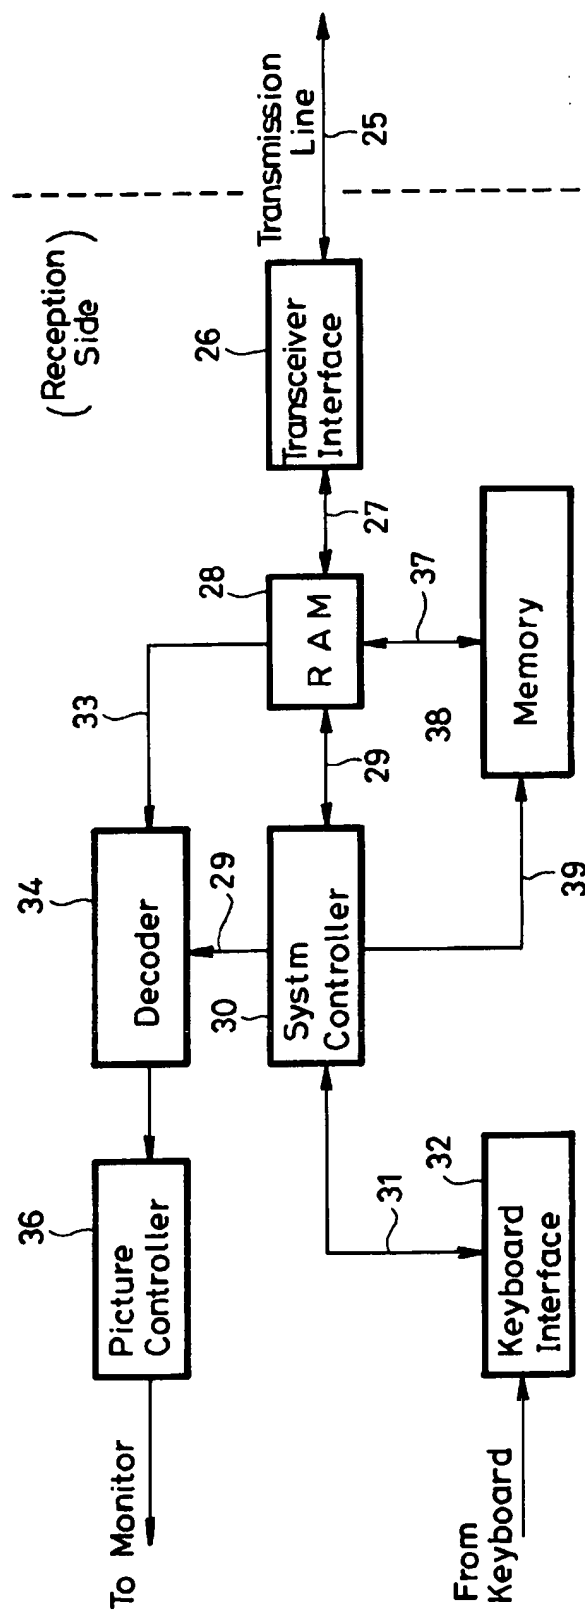 (Reception
Side)
Transmission
Line
25
26
Transceiver
Interface
27
28
R A M
33
29
37
38
Memory
39
34
Decoder
29
30
Systm
Controller
36
Picture
Controller
To Monitor
31
32
Keyboard
Interface
From
Keyboard